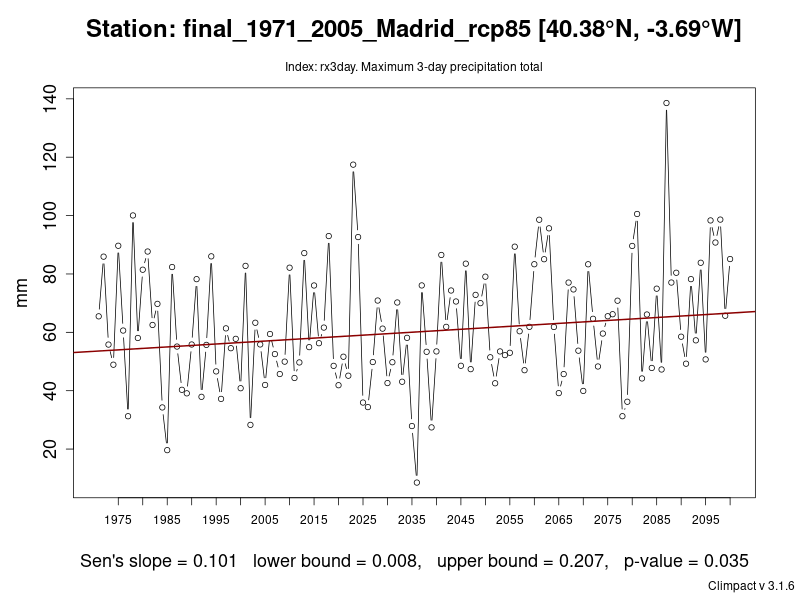 Station: final_1971_2005_Madrid_rcp85 [40.38°N, -3.69°W]
Index: rx3day. Maximum 3-day precipitation total
140
120
100
80
60
40
20
mm
1975 1985 1995 2005 2015 2025 2035 2045 2055 2065 2075 2085 2095
Sen's slope = 0.101 lower bound = 0.008, upper bound = 0.207, p-value = 0.035
Climpact v 3.1.6